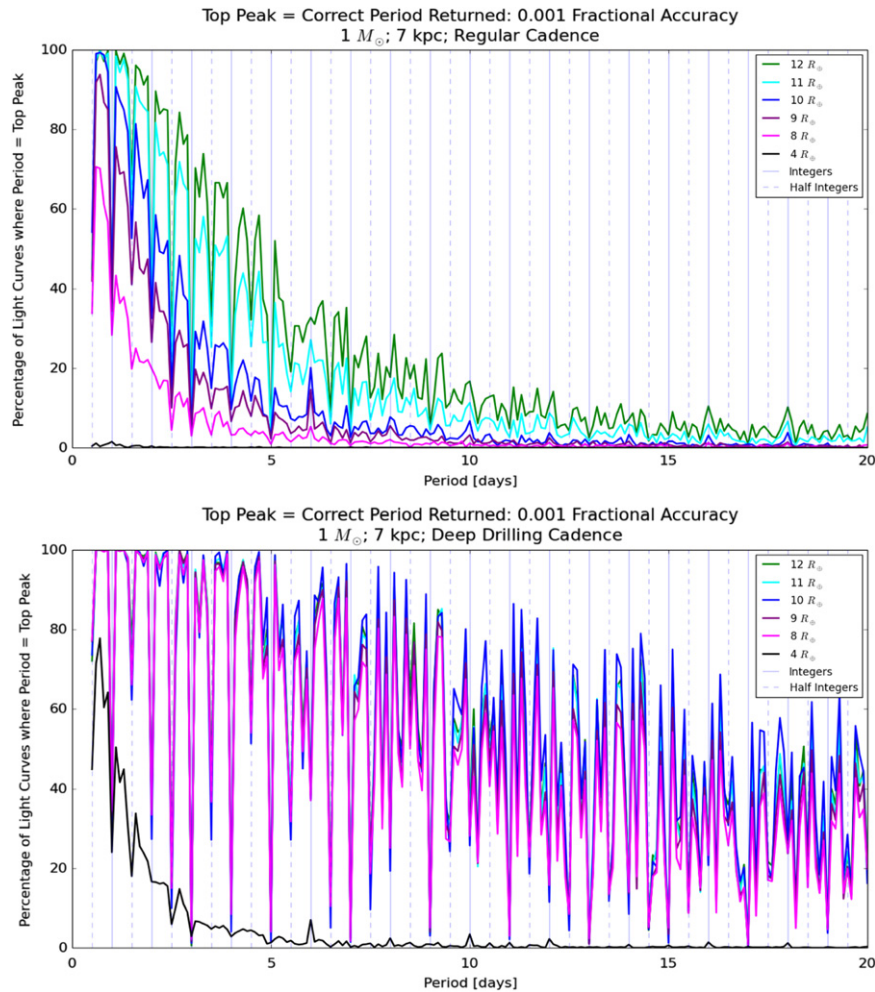 Top Peak = Correct Period Returned: 0.001 Fractional Accuracy
1 M⊙; 7 kpc; Regular Cadence
Percentage of Light Curves where Period = Top Peak
100
80
60
40
20
0
12 R⊕
11 R⊕
10 R⊕
9 R⊕
8 R⊕
4 R⊕
Integers
Half Integers
0 5 10 15 20
Period [days]
Top Peak = Correct Period Returned: 0.001 Fractional Accuracy
1 M⊙; 7 kpc; Deep Drilling Cadence
Percentage of Light Curves where Period = Top Peak
100
80
60
40
20
0
12 R⊕
11 R⊕
10 R⊕
9 R⊕
8 R⊕
4 R⊕
Integers
Half Integers
0 5 10 15 20
Period [days]